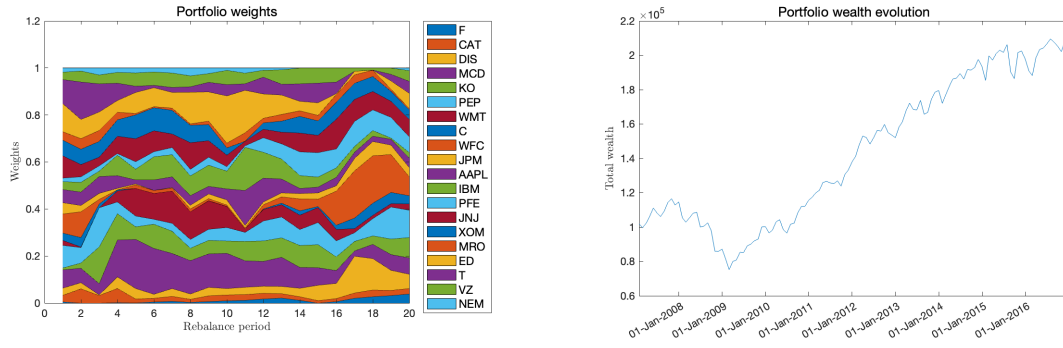 Portfolio weights
1.2
1
0.8
0.6
0.4
0.2
0
Weights
0 2 4 6 8 10 12 14 16 18 20
Rebalance period
F
CAT
DIS
MCD
KO
PEP
WMT
C
WFC
JPM
AAPL
IBM
PFE
JNJ
XOM
MRO
ED
T
VZ
NEM
Portfolio wealth evolution
×10⁵
2.2
2
1.8
1.6
1.4
1.2
1
0.8
0.6
Total wealth
01-Jan-2008
01-Jan-2009
01-Jan-2010
01-Jan-2011
01-Jan-2012
01-Jan-2013
01-Jan-2014
01-Jan-2015
01-Jan-2016